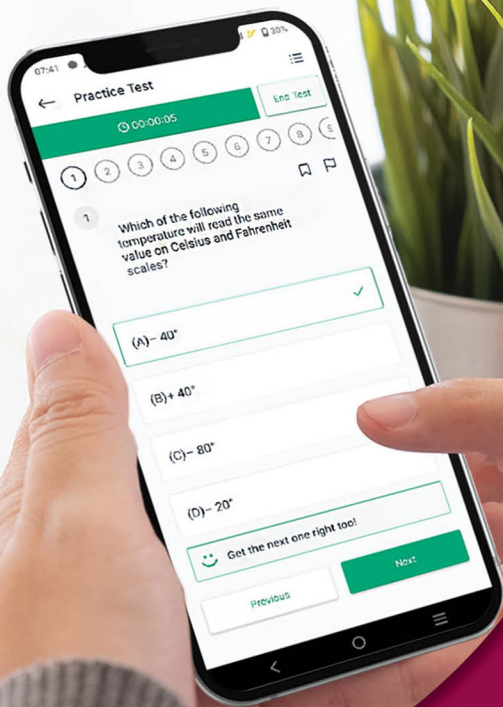 07:41
30%
← Practice Test
00:00:05
End Test
1 2 3 4 5 6 7 8 9
1
Which of the following
temperature will read the same
value on Celsius and Fahrenheit
scales?
(A)– 40°
(B)+ 40°
(C)– 80°
(D)– 20°
Get the next one right too!
Previous
Next